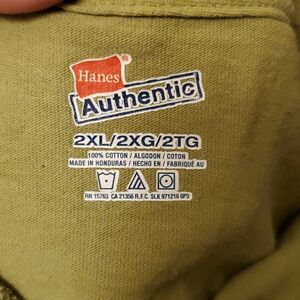 Hanes
Authentic
2XL/2XG/2TG
100% COTTON / ALGODON / COTON
MADE IN HONDURAS / HECHO EN / FABRIQUÉ AU
RN 15763 CA 21356 R.F.C. SLK 971216 6P3